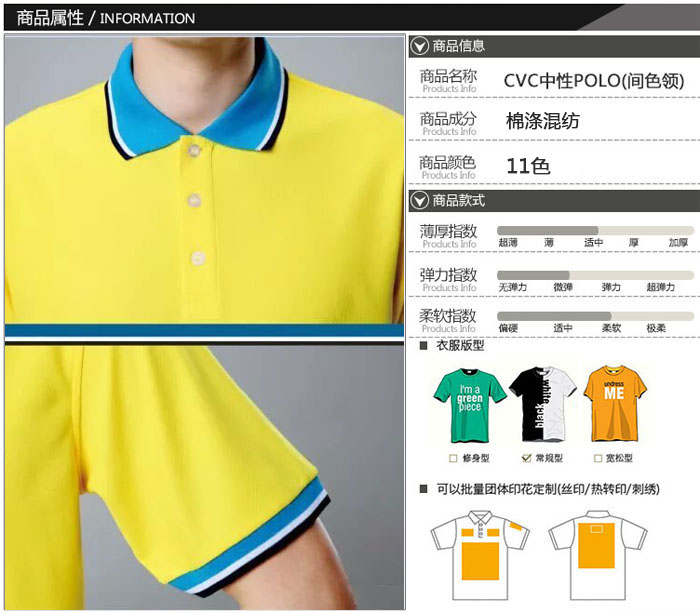 商品属性 / INFORMATION
商品信息
商品名称 CVC中性POLO(间色领)
Products Info
商品成分 棉涤混纺
Products Info
商品颜色 11色
Products Info
商品款式
薄厚指数
Products Info
超薄 薄 适中 厚 加厚
弹力指数
Products Info
无弹力 微弹 弹力 超弹力
柔软指数
Products Info
偏硬 适中 柔软 极柔
衣服版型
I'm a
green
piece
white
black
undress
ME
修身型 常规型 宽松型
可以批量团体印花定制(丝印/热转印/刺绣)